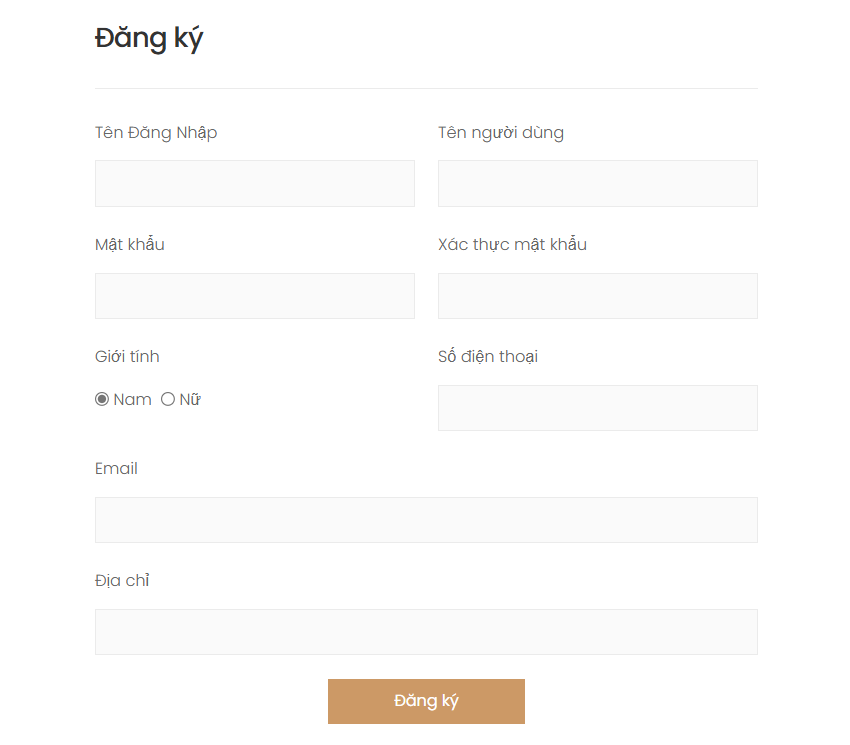 Đăng ký
Tên Đăng Nhập
Tên người dùng
Mật khẩu
Xác thực mật khẩu
Giới tính
Số điện thoại
Nam Nữ
Email
Địa chỉ
Đăng ký